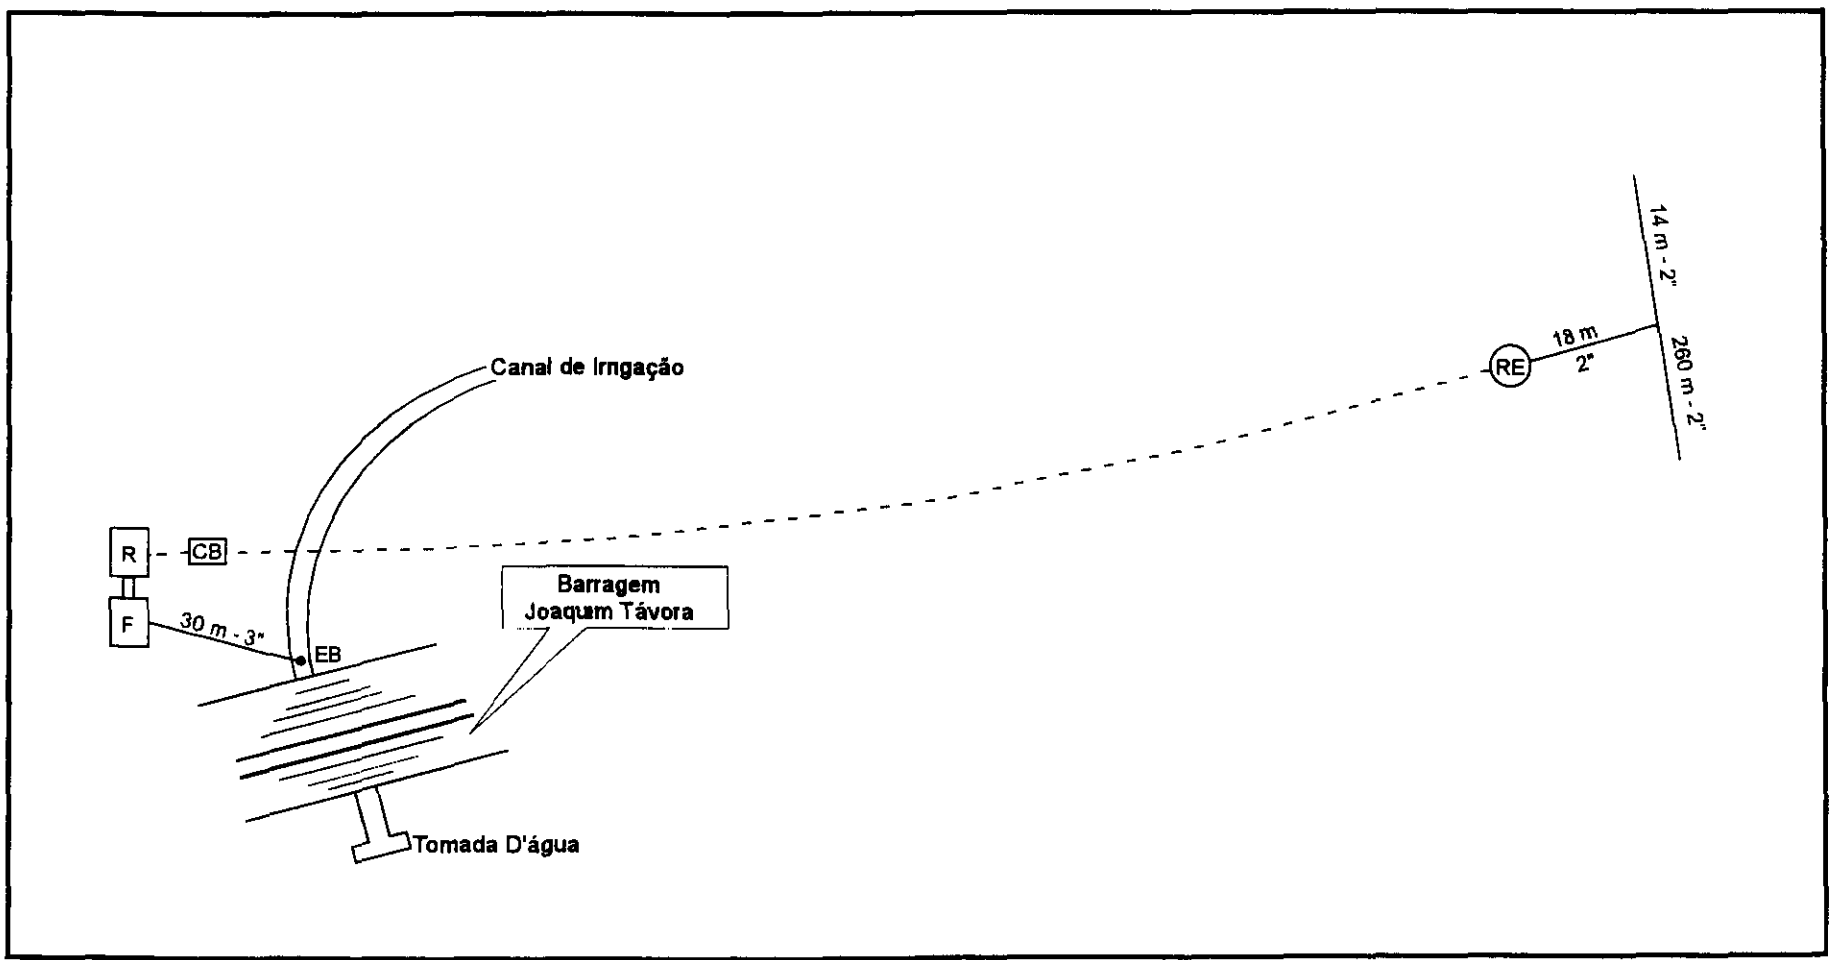 14 m - 2"
18 m
2"
260 m - 2"
RE
Canal de Irrigação
R
CB
Barragem
Joaquim Távora
F
30 m - 3"
EB
Tomada D'água